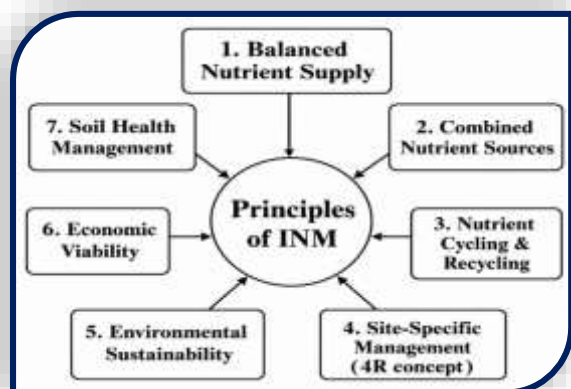 1. Balanced
Nutrient Supply
7. Soil Health
Management
2. Combined
Nutrient Sources
Principles
of INM
6. Economic
Viability
3. Nutrient
Cycling &
Recycling
5. Environmental
Sustainability
4. Site-Specific
Management
(4R concept)